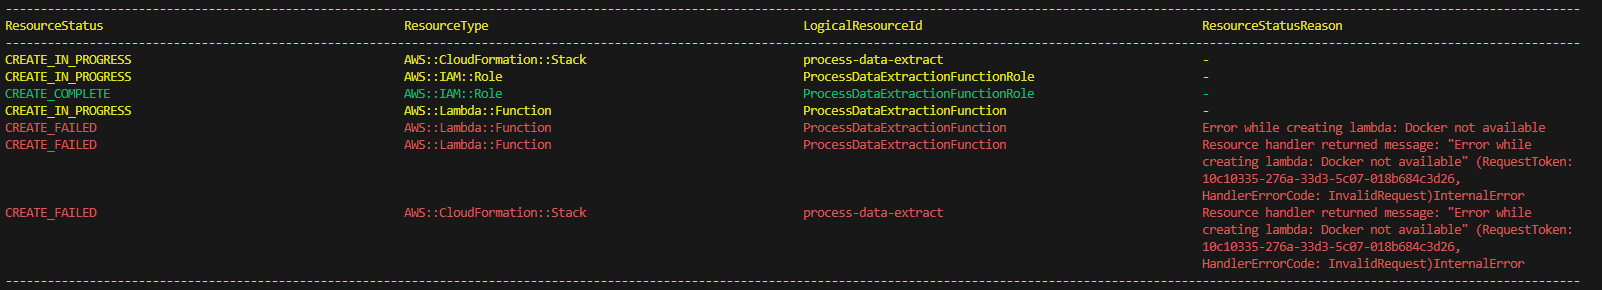 ResourceStatus ResourceType LogicalResourceId ResourceStatusReason
CREATE_IN_PROGRESS AWS::CloudFormation::Stack process-data-extract -
CREATE_IN_PROGRESS AWS::IAM::Role ProcessDataExtractionFunctionRole -
CREATE_COMPLETE AWS::IAM::Role ProcessDataExtractionFunctionRole -
CREATE_IN_PROGRESS AWS::Lambda::Function ProcessDataExtractionFunction -
CREATE_FAILED AWS::Lambda::Function ProcessDataExtractionFunction Error while creating lambda: Docker not available
CREATE_FAILED AWS::Lambda::Function ProcessDataExtractionFunction Resource handler returned message: "Error while
creating lambda: Docker not available" (RequestToken:
10c10335-276a-33d3-5c07-018b684c3d26,
HandlerErrorCode: InvalidRequest)InternalError
CREATE_FAILED AWS::CloudFormation::Stack process-data-extract Resource handler returned message: "Error while
creating lambda: Docker not available" (RequestToken:
10c10335-276a-33d3-5c07-018b684c3d26,
HandlerErrorCode: InvalidRequest)InternalError